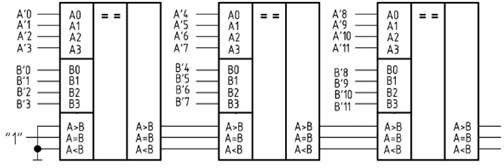 A'0 A0 = =
A'1 A1
A'2 A2
A'3 A3
B'0 B0
B'1 B1
B'2 B2
B'3 B3
A>B A>B
"1" A=B A=B
A<B A<B
A'4 A0 = =
A'5 A1
A'6 A2
A'7 A3
B'4 B0
B'5 B1
B'6 B2
B'7 B3
A>B A>B
A=B A=B
A<B A<B
A'8 A0 = =
A'9 A1
A'10 A2
A'11 A3
B'8 B0
B'9 B1
B'10 B2
B'11 B3
A>B A>B
A=B A=B
A<B A<B